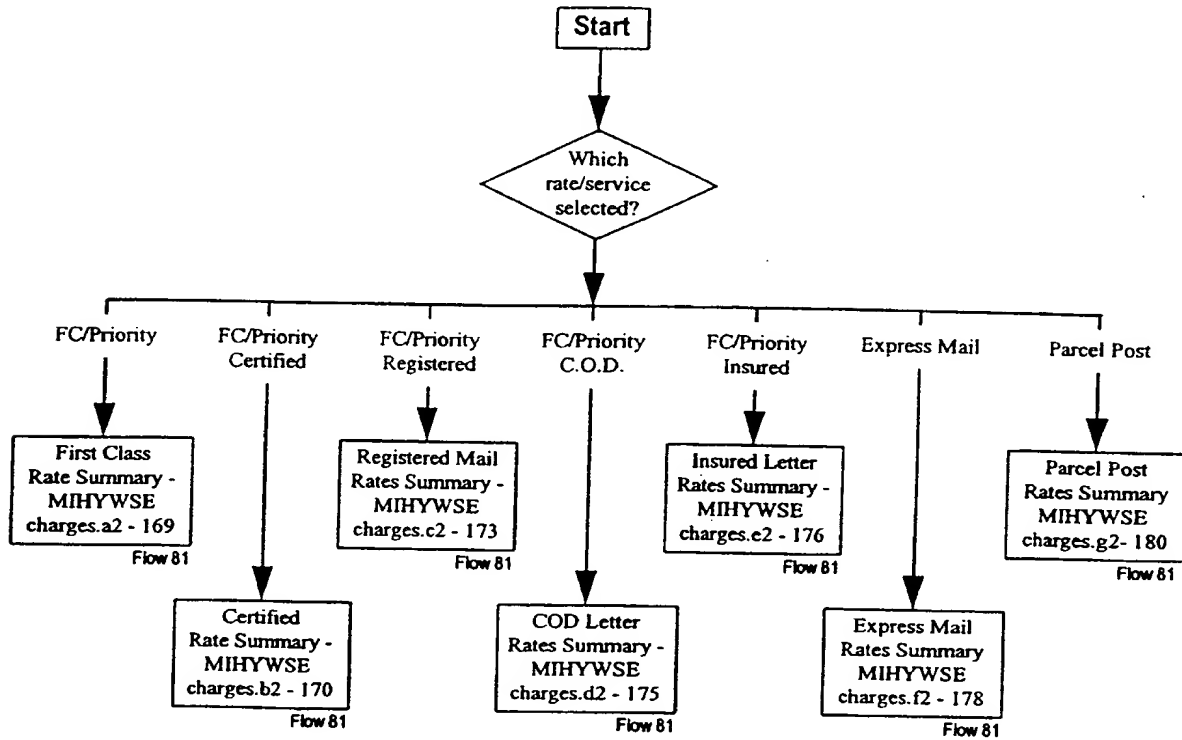 Start
Which
rate/service
selected?
FC/Priority
FC/Priority
Certified
FC/Priority
Registered
FC/Priority
C.O.D.
FC/Priority
Insured
Express Mail
Parcel Post
First Class
Rate Summary -
MIHYWSE
charges.a2 - 169
Flow 81
Registered Mail
Rates Summary -
MIHYWSE
charges.c2 - 173
Flow 81
Insured Letter
Rates Summary -
MIHYWSE
charges.e2 - 176
Flow 81
Parcel Post
Rates Summary
MIHYWSE
charges.g2- 180
Flow 81
Certified
Rate Summary -
MIHYWSE
charges.b2 - 170
Flow 81
COD Letter
Rates Summary -
MIHYWSE
charges.d2 - 175
Flow 81
Express Mail
Rates Summary
MIHYWSE
charges.f2 - 178
Flow 81